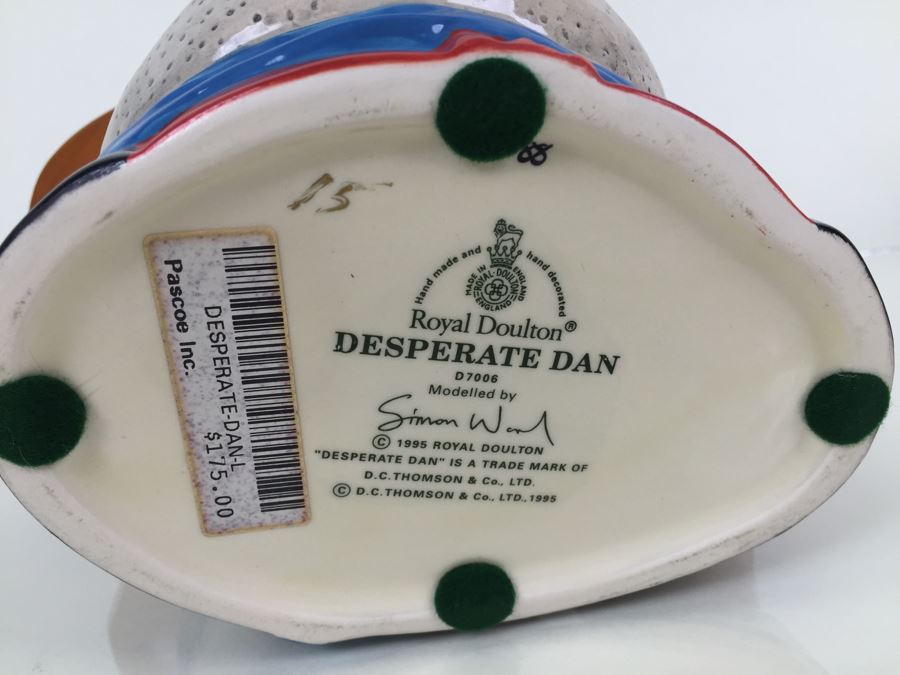 88
15
Hand made and hand decorated
MADE IN ENGLAND
ROYAL·DOULTON
ENGLAND
Royal Doulton®
DESPERATE DAN
D7006
Modelled by
Simon Ward
© 1995 ROYAL DOULTON
"DESPERATE DAN" IS A TRADE MARK OF
D.C.THOMSON & Co., LTD.
© D.C.THOMSON & Co., LTD., 1995
Pascoe Inc.
DESPERATE-DAN-L
$175.00